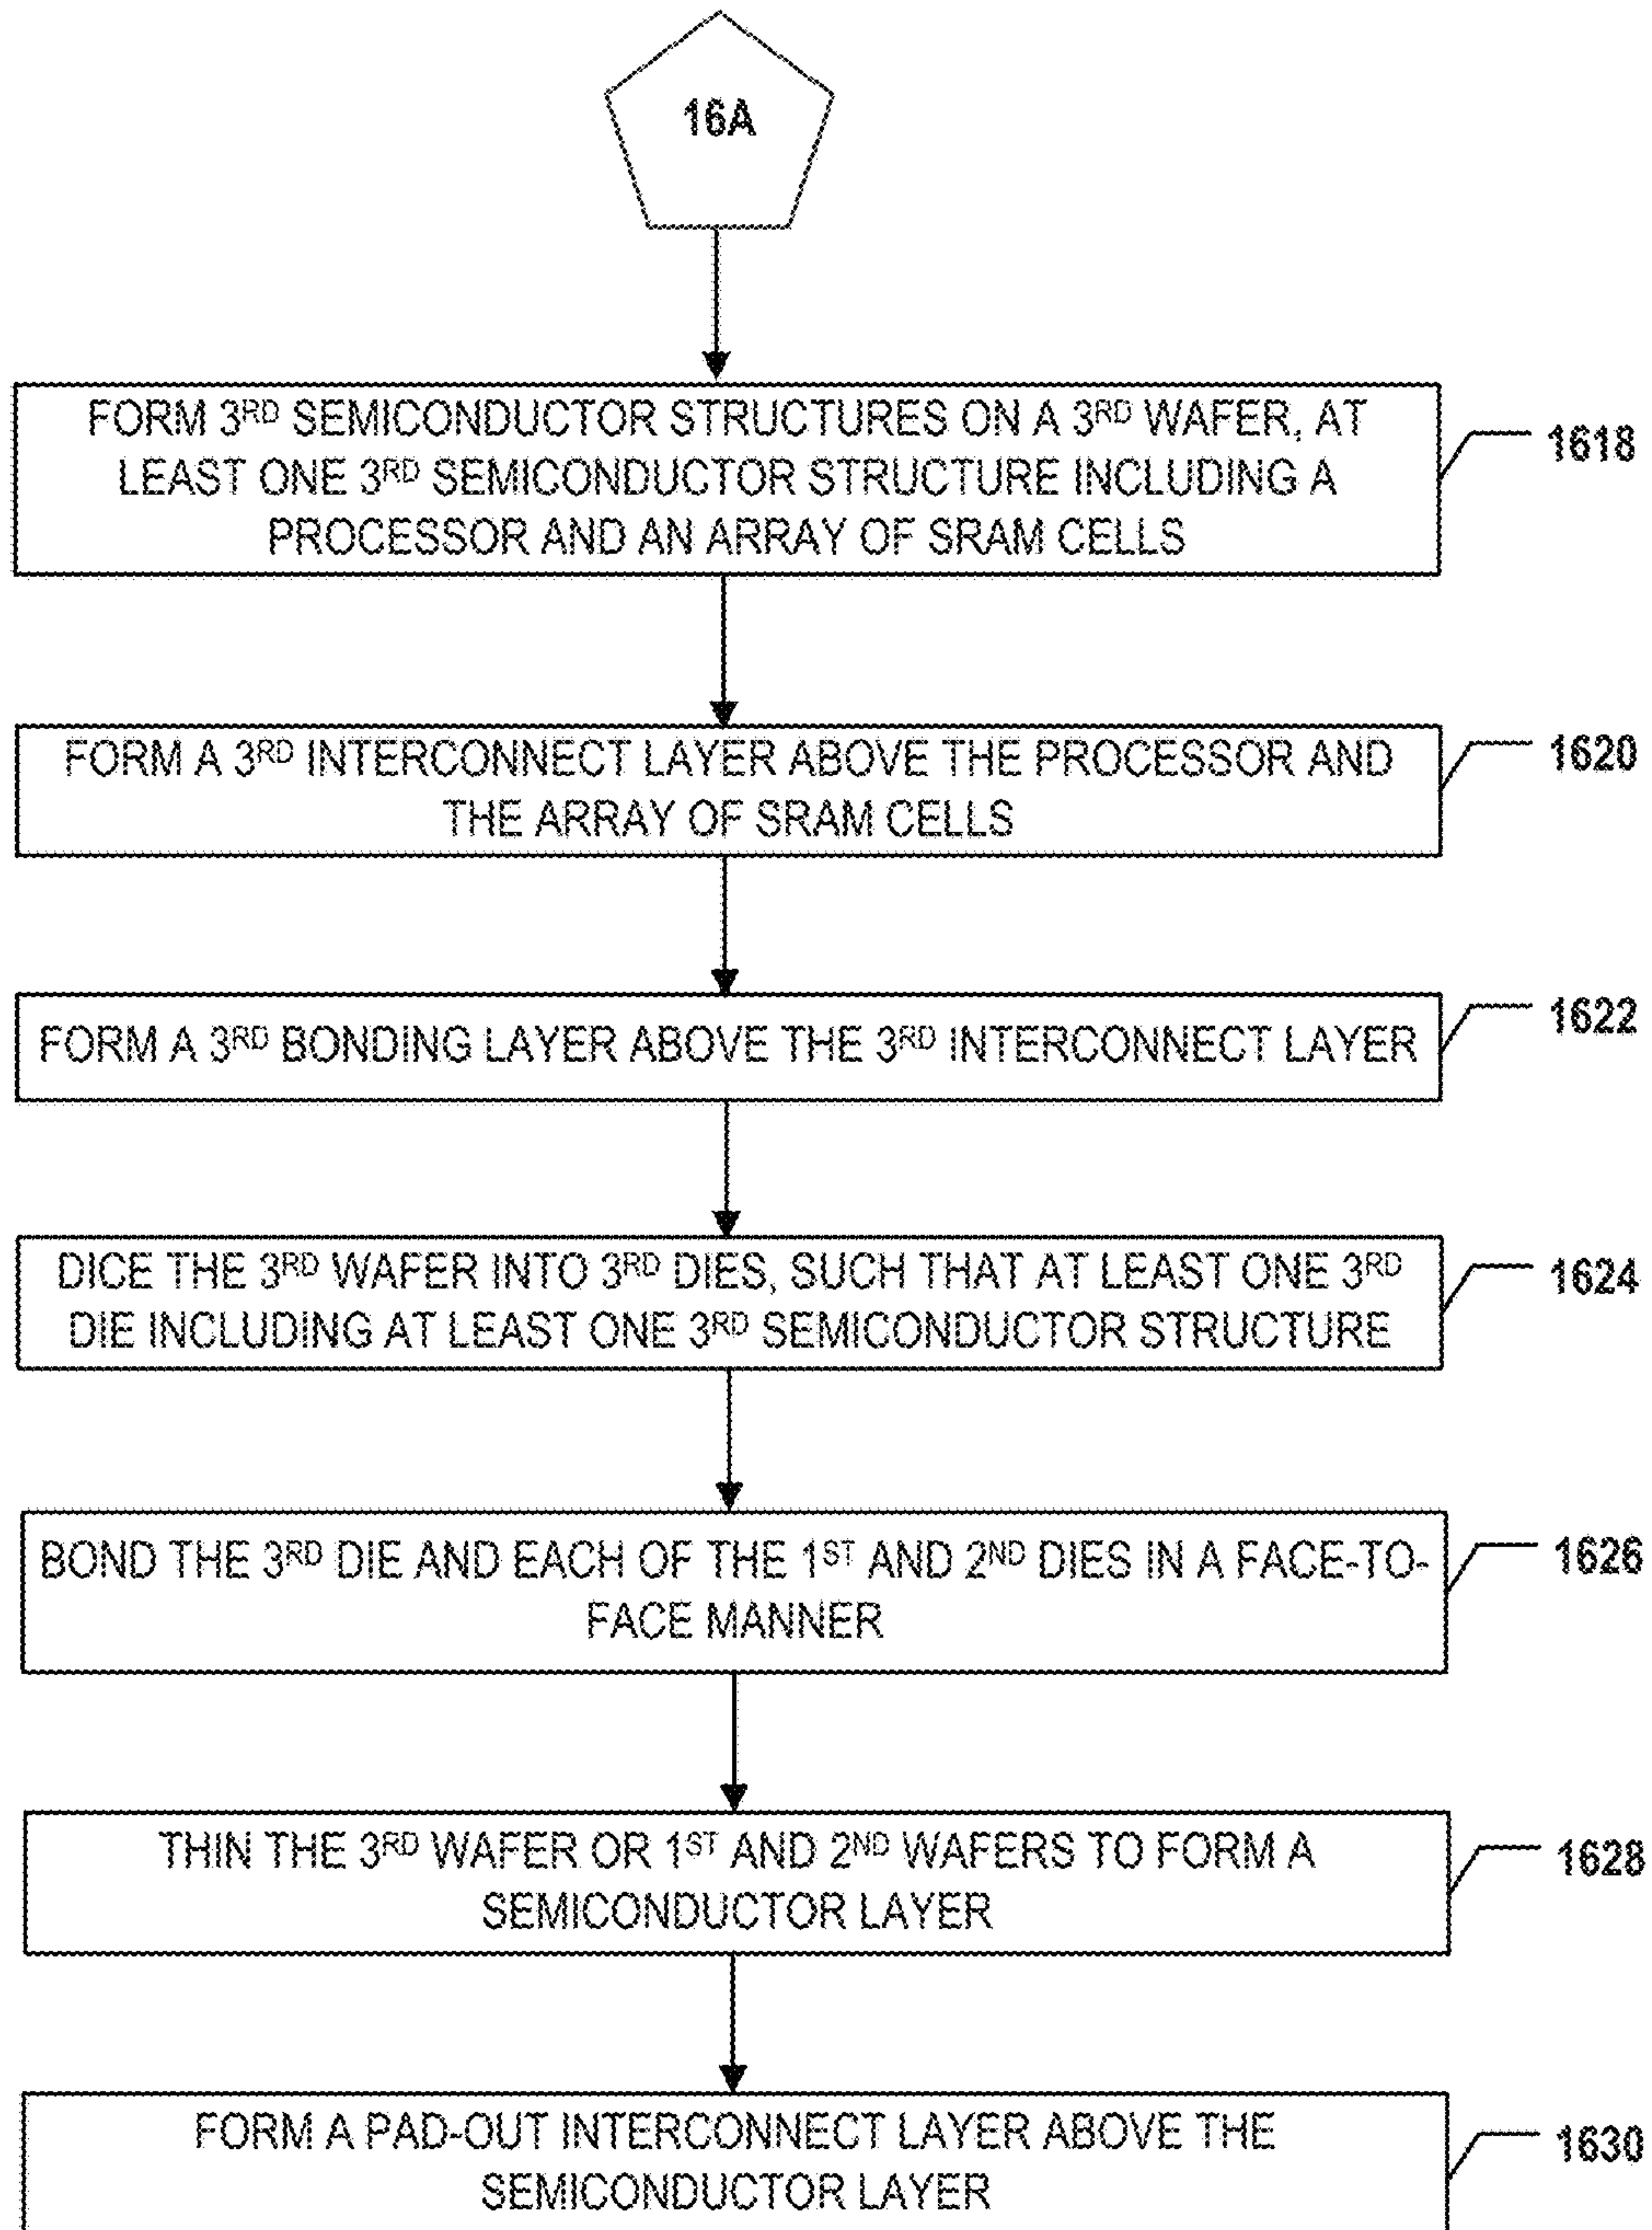 16A
FORM 3RD SEMICONDUCTOR STRUCTURES ON A 3RD WAFER, AT
LEAST ONE 3RD SEMICONDUCTOR STRUCTURE INCLUDING A
PROCESSOR AND AN ARRAY OF SRAM CELLS
1618
FORM A 3RD INTERCONNECT LAYER ABOVE THE PROCESSOR AND
THE ARRAY OF SRAM CELLS
1620
FORM A 3RD BONDING LAYER ABOVE THE 3RD INTERCONNECT LAYER
1622
DICE THE 3RD WAFER INTO 3RD DIES, SUCH THAT AT LEAST ONE 3RD
DIE INCLUDING AT LEAST ONE 3RD SEMICONDUCTOR STRUCTURE
1624
BOND THE 3RD DIE AND EACH OF THE 1ST AND 2ND DIES IN A FACE-TO-
FACE MANNER
1626
THIN THE 3RD WAFER OR 1ST AND 2ND WAFERS TO FORM A
SEMICONDUCTOR LAYER
1628
FORM A PAD-OUT INTERCONNECT LAYER ABOVE THE
SEMICONDUCTOR LAYER
1630